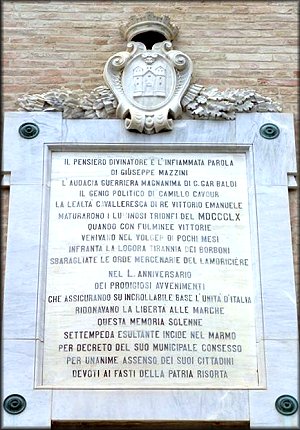 IL PENSIERO DIVINATORE E L'INFIAMMATA PAROLA
DI GIUSEPPE MAZZINI
L'AUDACIA GUERRIERA MAGNANIMA DI G. GARIBALDI
IL GENIO POLITICO DI CAMILLO CAVOUR
LA LEALTÀ CAVALLERESCA DI RE VITTORIO EMANUELE
MATURARONO I LUMINOSI TRIONFI DEL MDCCCLX
QUANDO CON FULMINEE VITTORIE
VENIVANO NEL VOLGER DI POCHI MESI
INFRANTA LA LOGORA TIRANNIA DEI BORBONI
SBARAGLIATE LE ORDE MERCENARIE DEL LAMORICIÈRE
NEL L. ANNIVERSARIO
DEI PRODIGIOSI AVVENIMENTI
CHE ASSICURANDO SU INCROLLABILE BASE L'UNITÀ D'ITALIA
RIDONAVANO LA LIBERTÀ ALLE MARCHE
QUESTA MEMORIA SOLENNE
SETTEMPEDA ESULTANTE INCIDE NEL MARMO
PER DECRETO DEL SUO MUNICIPALE CONSESSO
PER UNANIME ASSENSO DEI SUOI CITTADINI
DEVOTI AI FASTI DELLA PATRIA RISORTA